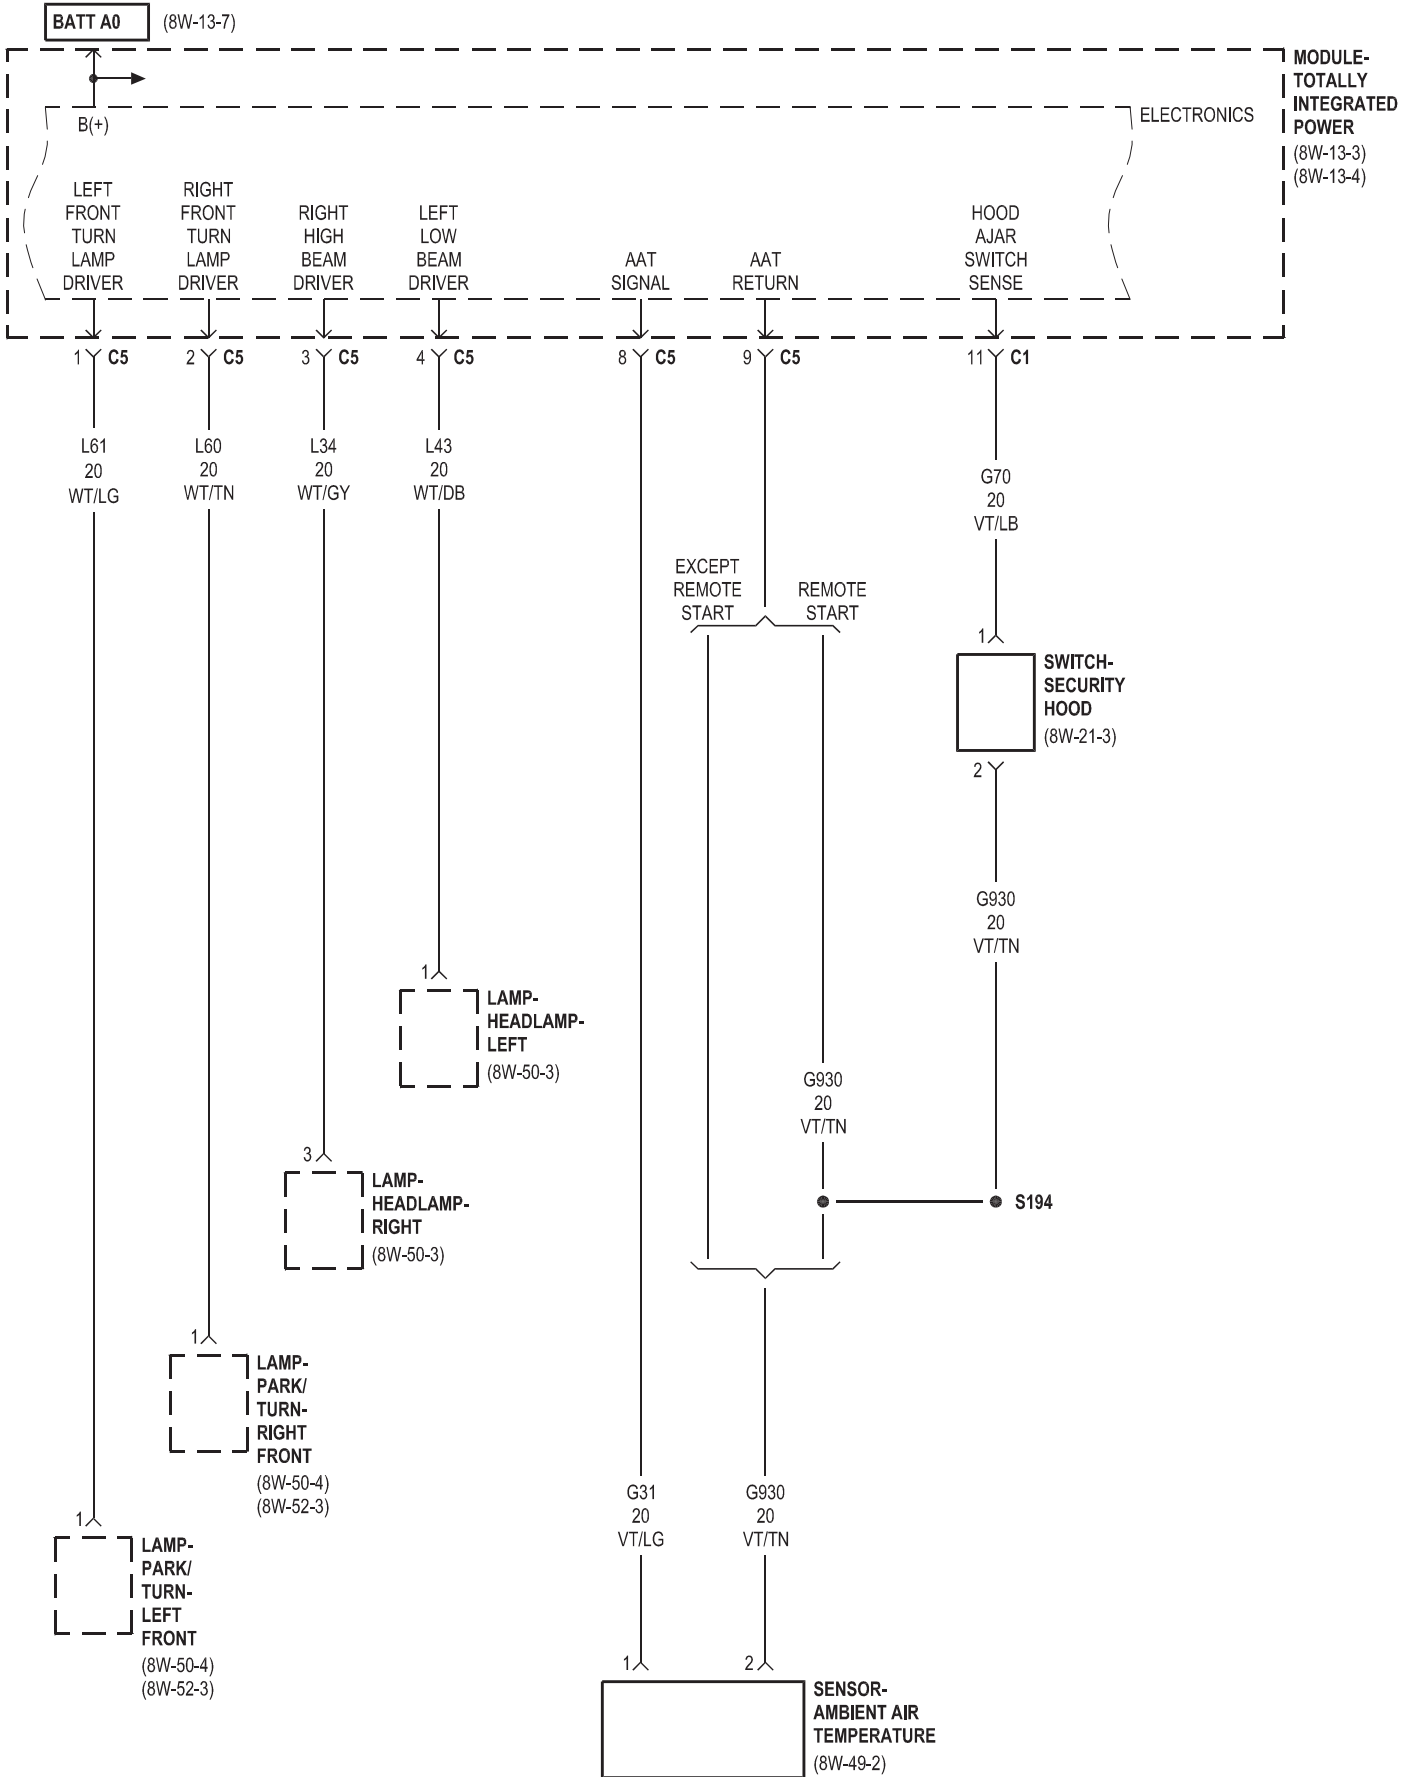 BATT A0 (8W-13-7)
MODULE-
TOTALLY
INTEGRATED
POWER
(8W-13-3)
(8W-13-4)
ELECTRONICS
B(+)
LEFT
FRONT
TURN
LAMP
DRIVER
RIGHT
FRONT
TURN
LAMP
DRIVER
RIGHT
HIGH
BEAM
DRIVER
LEFT
LOW
BEAM
DRIVER
AAT
SIGNAL
AAT
RETURN
HOOD
AJAR
SWITCH
SENSE
1 C5
2 C5
3 C5
4 C5
8 C5
9 C5
11 C1
L61
20
WT/LG
L60
20
WT/TN
L34
20
WT/GY
L43
20
WT/DB
G70
20
VT/LB
EXCEPT
REMOTE
START
REMOTE
START
1
SWITCH-
SECURITY
HOOD
(8W-21-3)
2
G930
20
VT/TN
1
LAMP-
HEADLAMP-
LEFT
(8W-50-3)
G930
20
VT/TN
3
LAMP-
HEADLAMP-
RIGHT
(8W-50-3)
S194
1
LAMP-
PARK/
TURN-
RIGHT
FRONT
(8W-50-4)
(8W-52-3)
G31
20
VT/LG
G930
20
VT/TN
1
LAMP-
PARK/
TURN-
LEFT
FRONT
(8W-50-4)
(8W-52-3)
1
2
SENSOR-
AMBIENT AIR
TEMPERATURE
(8W-49-2)